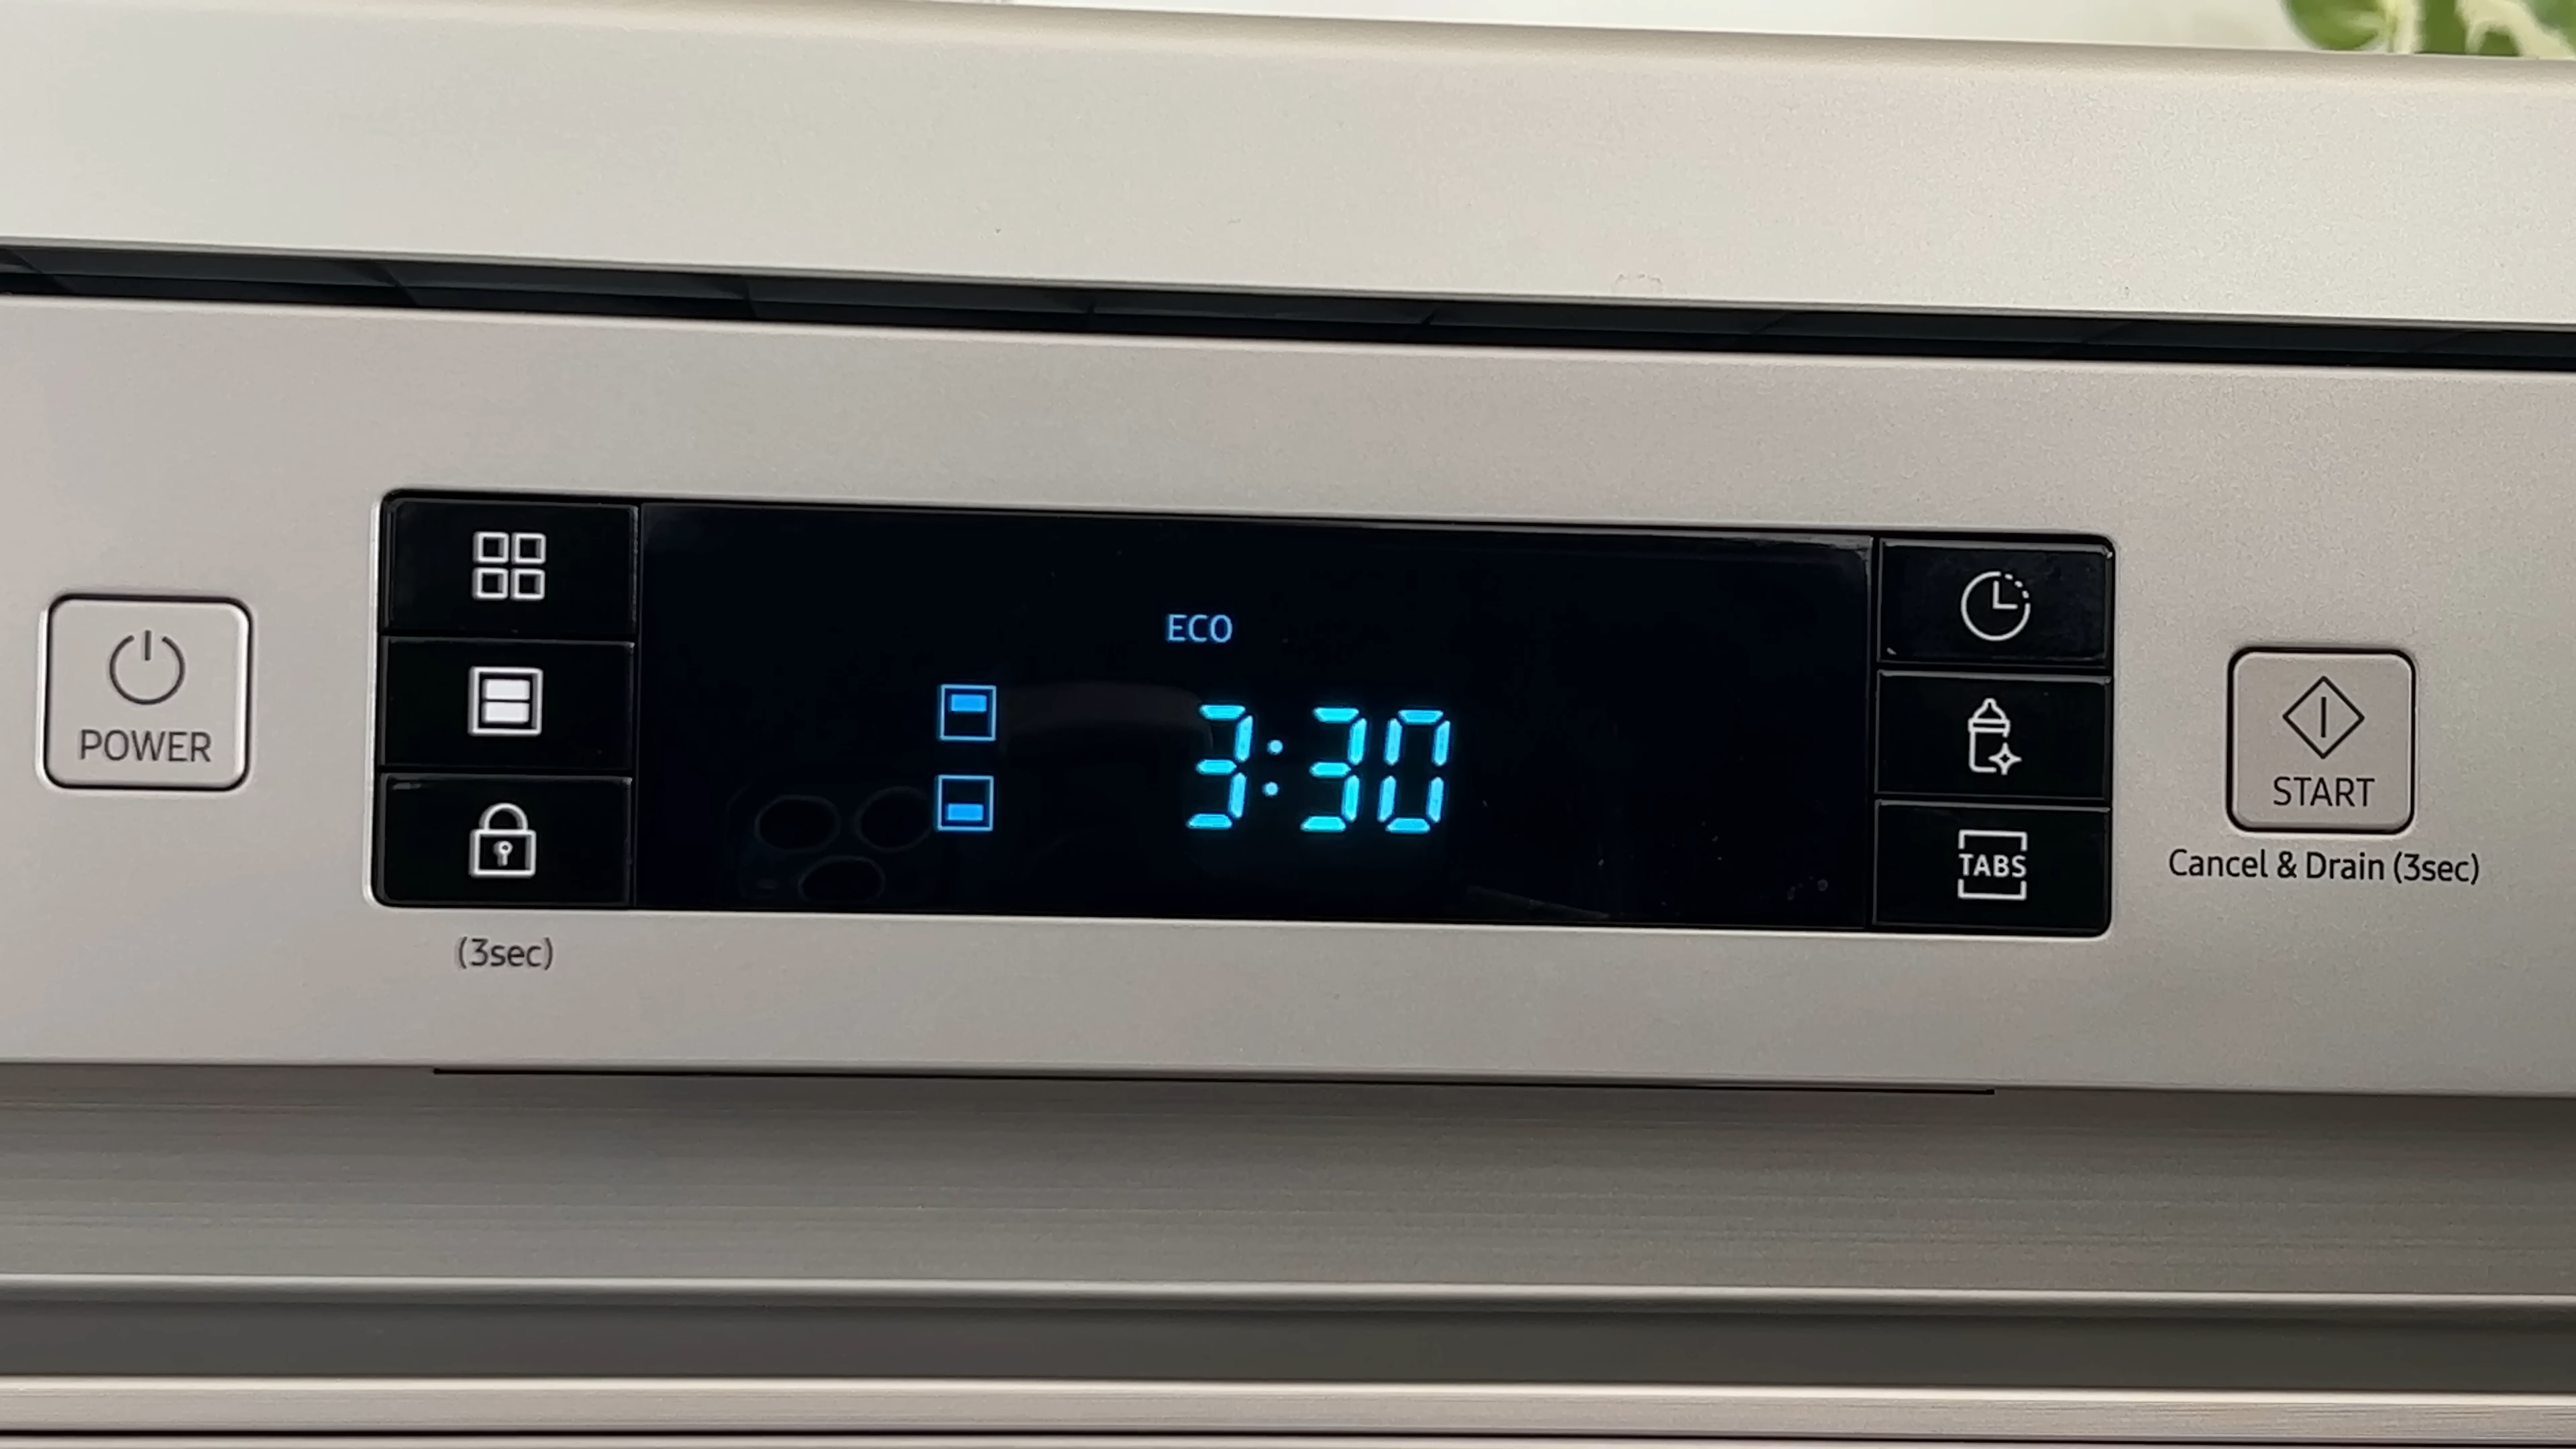 POWER
(3sec)
ECO
3:30
TABS
START
Cancel & Drain (3sec)